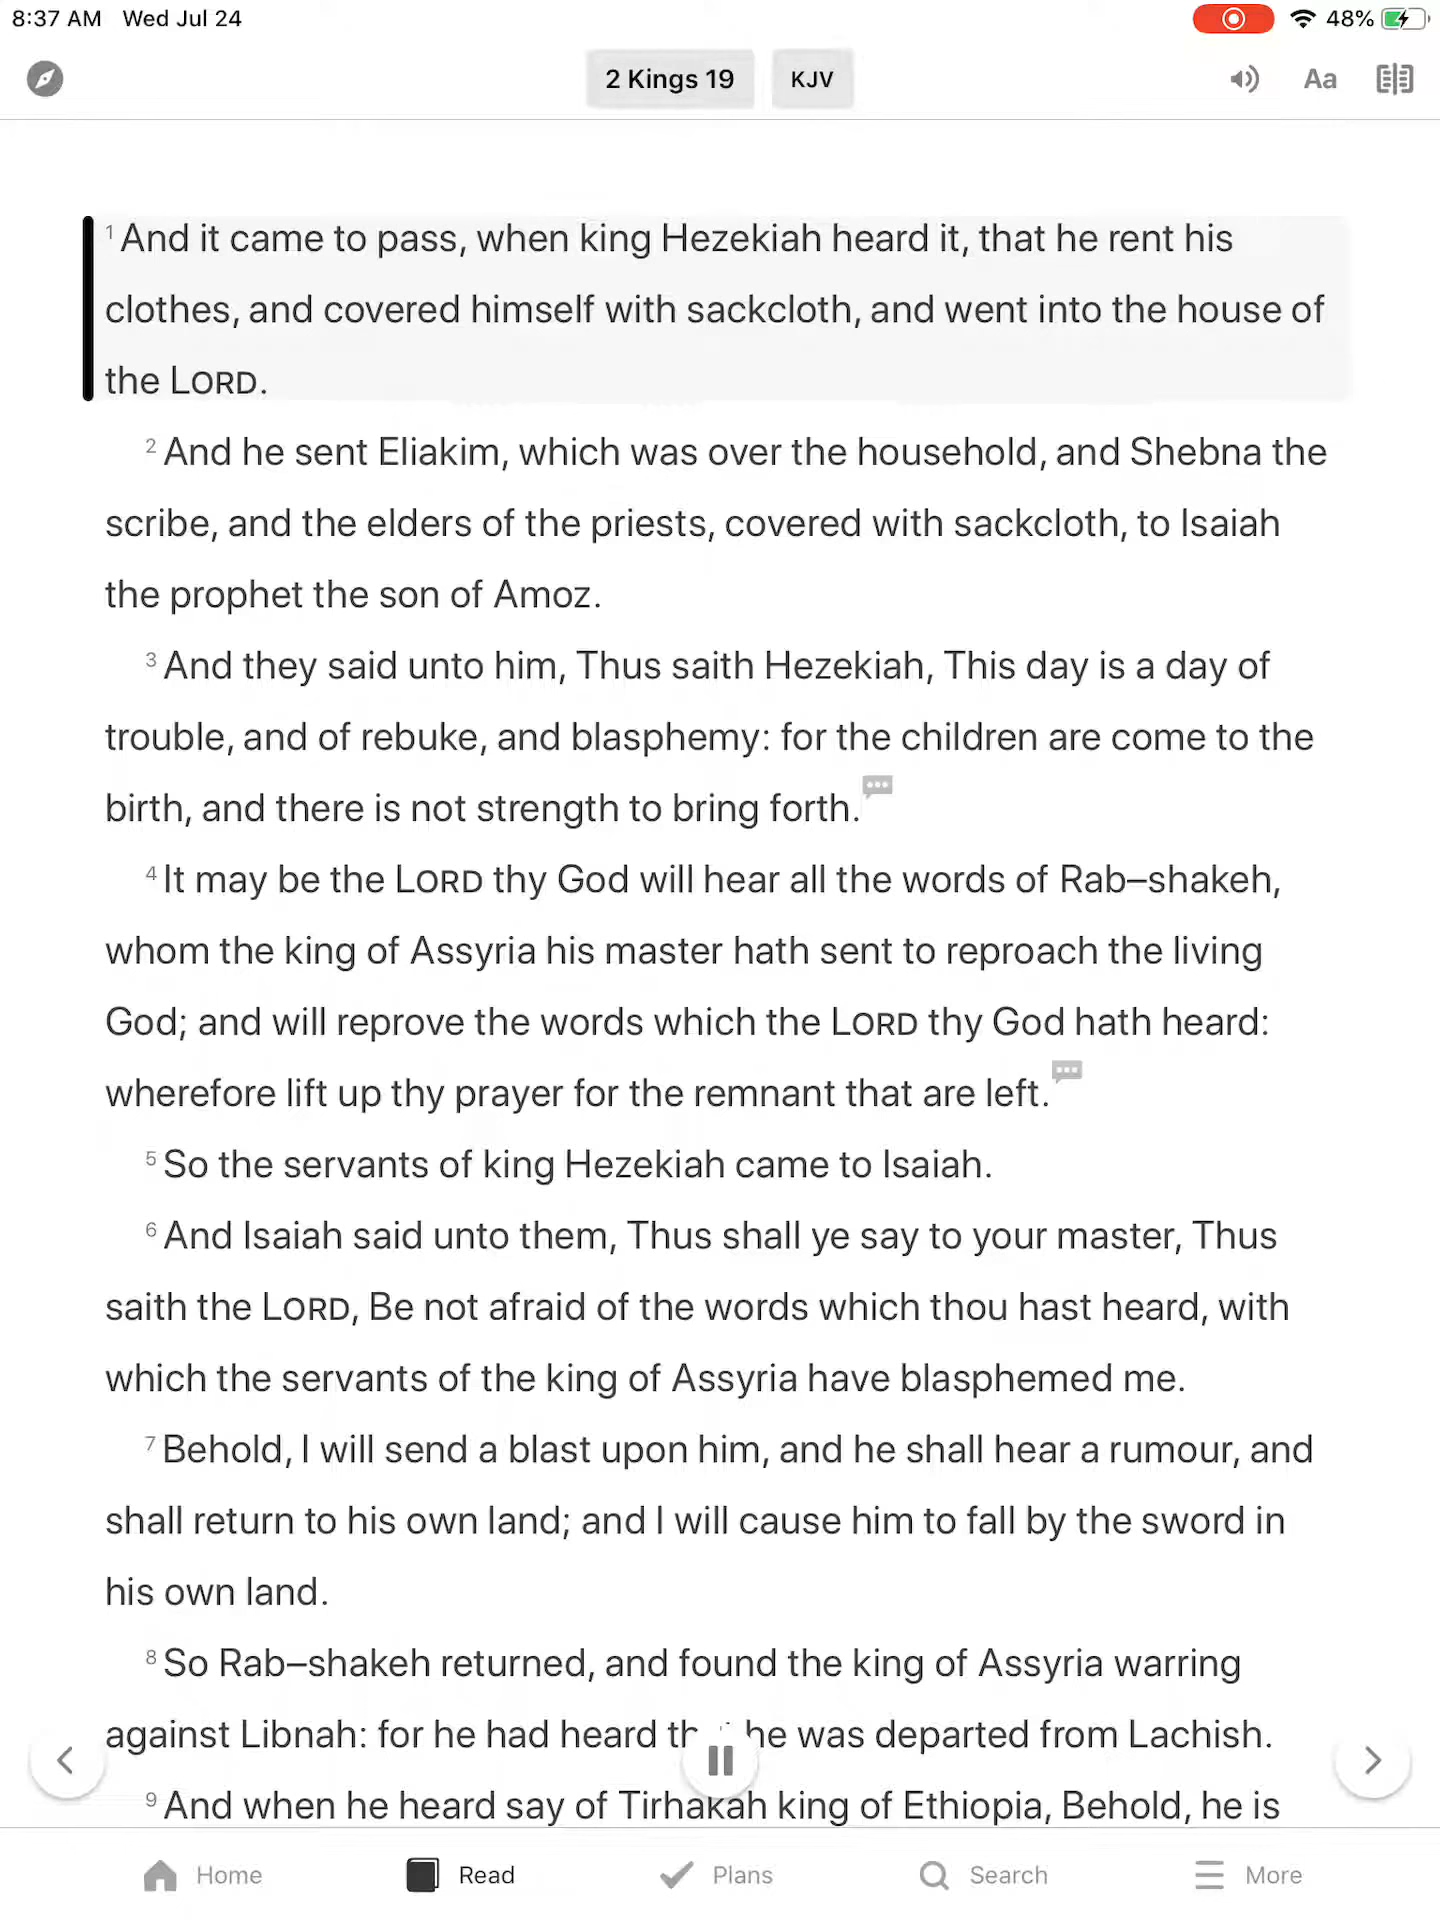 8:37 AM Wed Jul 24 48%
2 Kings 19 KJV Aa
1 And it came to pass, when king Hezekiah heard it, that he rent his
clothes, and covered himself with sackcloth, and went into the house of
the LORD.
2 And he sent Eliakim, which was over the household, and Shebna the
scribe, and the elders of the priests, covered with sackcloth, to Isaiah
the prophet the son of Amoz.
3 And they said unto him, Thus saith Hezekiah, This day is a day of
trouble, and of rebuke, and blasphemy: for the children are come to the
birth, and there is not strength to bring forth.
4 It may be the LORD thy God will hear all the words of Rab–shakeh,
whom the king of Assyria his master hath sent to reproach the living
God; and will reprove the words which the LORD thy God hath heard:
wherefore lift up thy prayer for the remnant that are left.
5 So the servants of king Hezekiah came to Isaiah.
6 And Isaiah said unto them, Thus shall ye say to your master, Thus
saith the LORD, Be not afraid of the words which thou hast heard, with
which the servants of the king of Assyria have blasphemed me.
7 Behold, I will send a blast upon him, and he shall hear a rumour, and
shall return to his own land; and I will cause him to fall by the sword in
his own land.
8 So Rab–shakeh returned, and found the king of Assyria warring
against Libnah: for he had heard he was departed from Lachish.
9 And when he heard say of Tirhakah king of Ethiopia, Behold, he is
Home Read Plans Search More